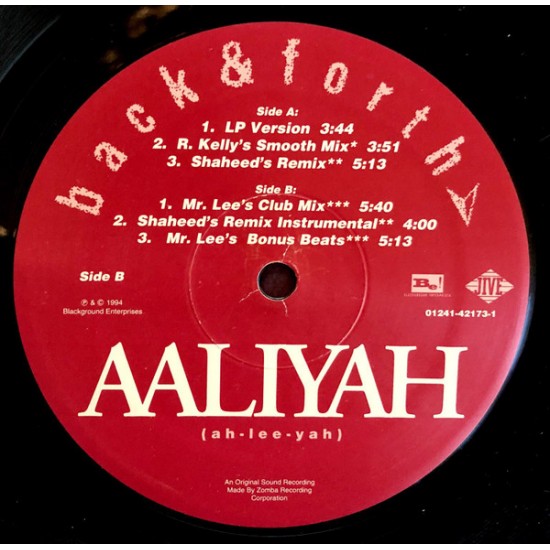 back & forth
Side A:
1. LP Version 3:44
2. R. Kelly's Smooth Mix* 3:51
3. Shaheed's Remix** 5:13
Side B:
1. Mr. Lee's Club Mix*** 5:40
2. Shaheed's Remix Instrumental** 4:00
3. Mr. Lee's Bonus Beats*** 5:13
Side B
℗ & © 1994
Blackground Enterprises
Be!
JIVE
01241-42173-1
AALIYAH
(ah-lee-yah)
An Original Sound Recording
Made By Zomba Recording
Corporation